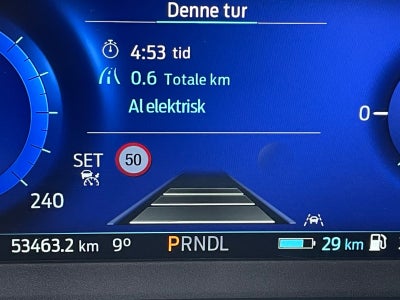 Denne tur
4:53 tid
0.6 Totale km
Al elektrisk
SET 50
240
0
53463.2 km 9° PRNDL 29 km